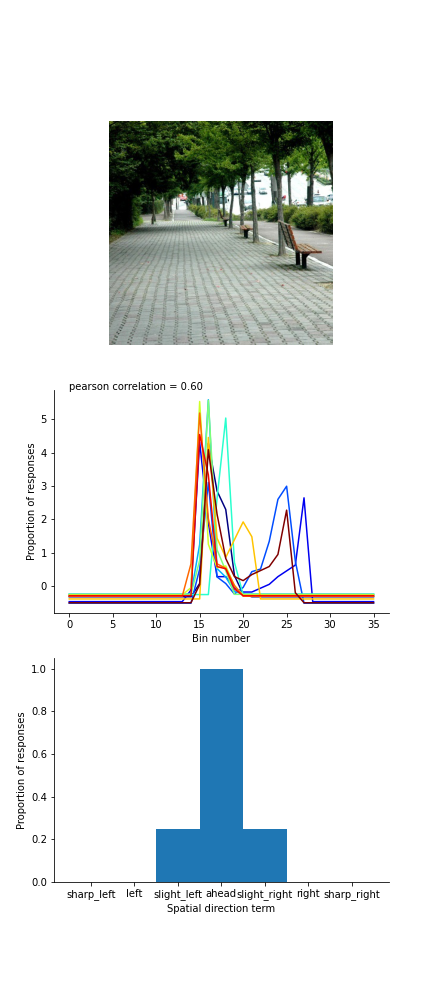 pearson correlation = 0.60
Proportion of responses
5
4
3
2
1
0
0 5 10 15 20 25 30 35
Bin number
Proportion of responses
1.0
0.8
0.6
0.4
0.2
0.0
sharp_left left slight_left ahead slight_right right sharp_right
Spatial direction term